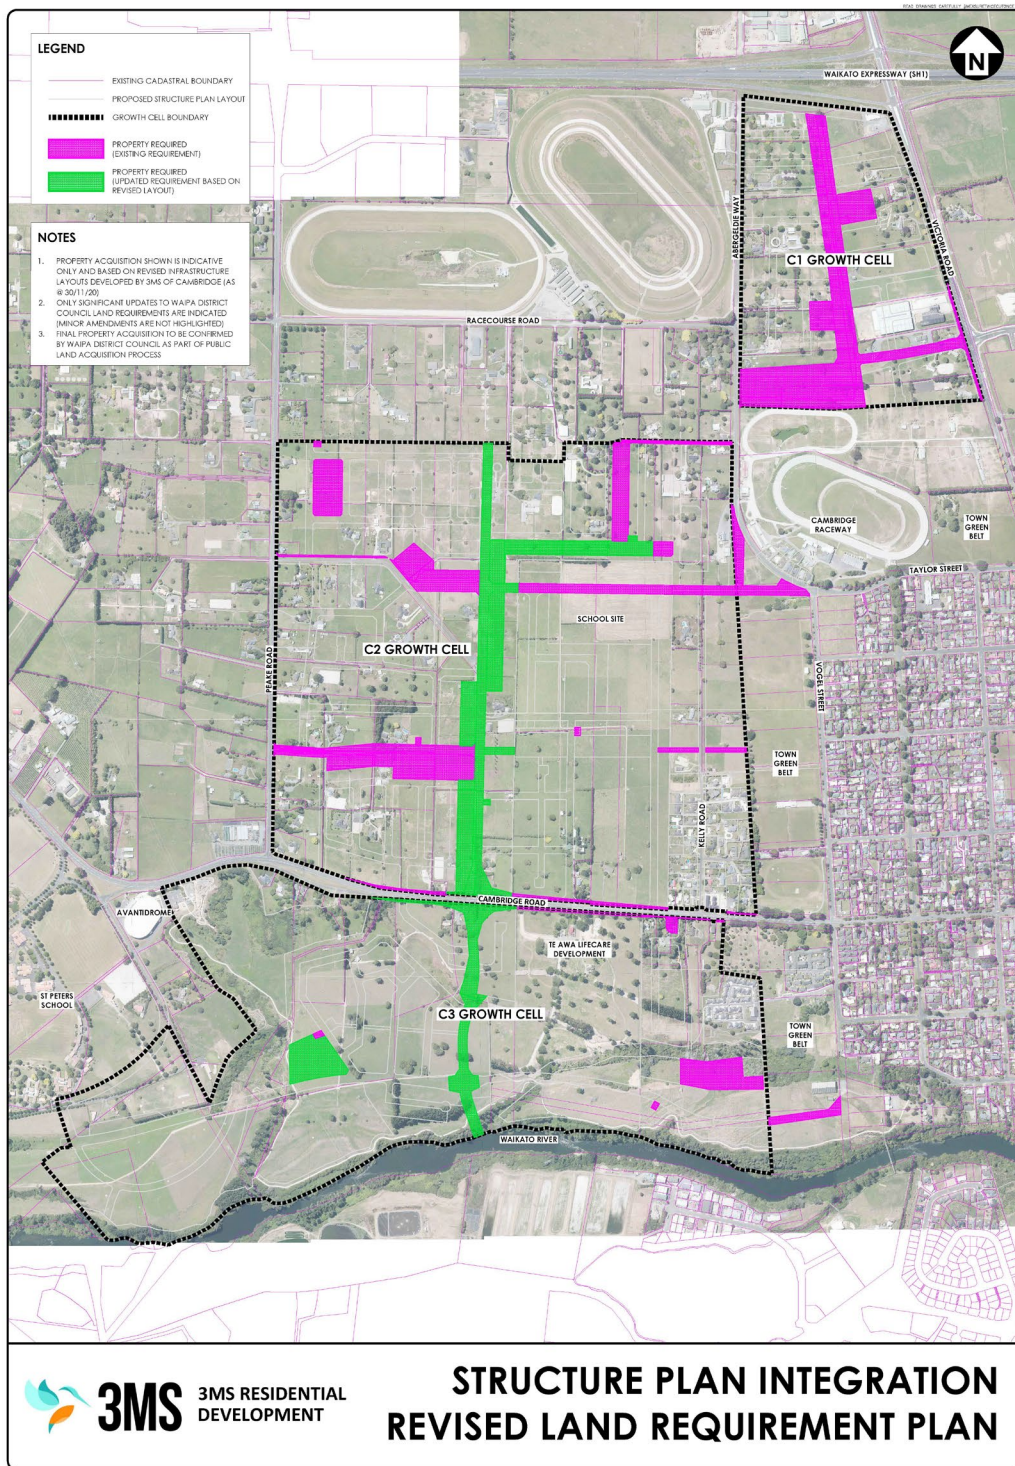 LEGEND
EXISTING CADASTRAL BOUNDARY
PROPOSED STRUCTURE PLAN LAYOUT
GROWTH CELL BOUNDARY
PROPERTY REQUIRED
(EXISTING REQUIREMENT)
PROPERTY REQUIRED
(UPDATED REQUIREMENT BASED ON
REVISED LAYOUT)
NOTES
1. PROPERTY ACQUISITION SHOWN IS INDICATIVE
ONLY AND BASED ON REVISED INFRASTRUCTURE
LAYOUTS DEVELOPED BY 3MS OF CAMBRIDGE (AS
@ 30/11/20)
2. ONLY SIGNIFICANT UPDATES TO WAIPA DISTRICT
COUNCIL LAND REQUIREMENTS ARE INDICATED
(MINOR AMENDMENTS ARE NOT HIGHLIGHTED)
3. FINAL PROPERTY ACQUISITION TO BE CONFIRMED
BY WAIPA DISTRICT COUNCIL AS PART OF PUBLIC
LAND ACQUISITION PROCESS
N
WAIKATO EXPRESSWAY (SH1)
ABERGELDIE WAY
VICTORIA ROAD
C1 GROWTH CELL
RACECOURSE ROAD
CAMBRIDGE
RACEWAY
TOWN
GREEN
BELT
TAYLOR STREET
SCHOOL SITE
C2 GROWTH CELL
PEAKE ROAD
VOGEL STREET
TOWN
GREEN
BELT
KELLY ROAD
CAMBRIDGE ROAD
AVANTIDROME
TE AWA LIFECARE
DEVELOPMENT
ST PETERS
SCHOOL
C3 GROWTH CELL
TOWN
GREEN
BELT
WAIKATO RIVER
3MS
3MS RESIDENTIAL
DEVELOPMENT
STRUCTURE PLAN INTEGRATION
REVISED LAND REQUIREMENT PLAN